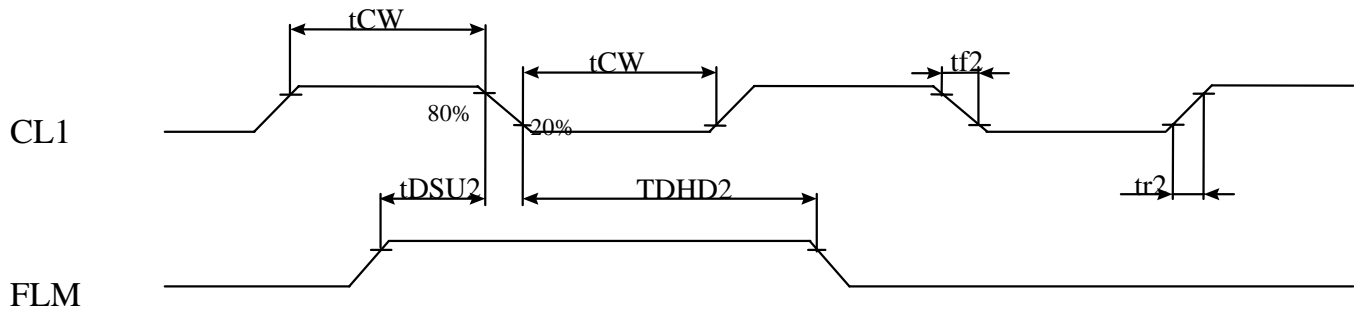 tCW
tCW
tf2
80%
20%
CL1
tDSU2
TDHD2
tr2
FLM